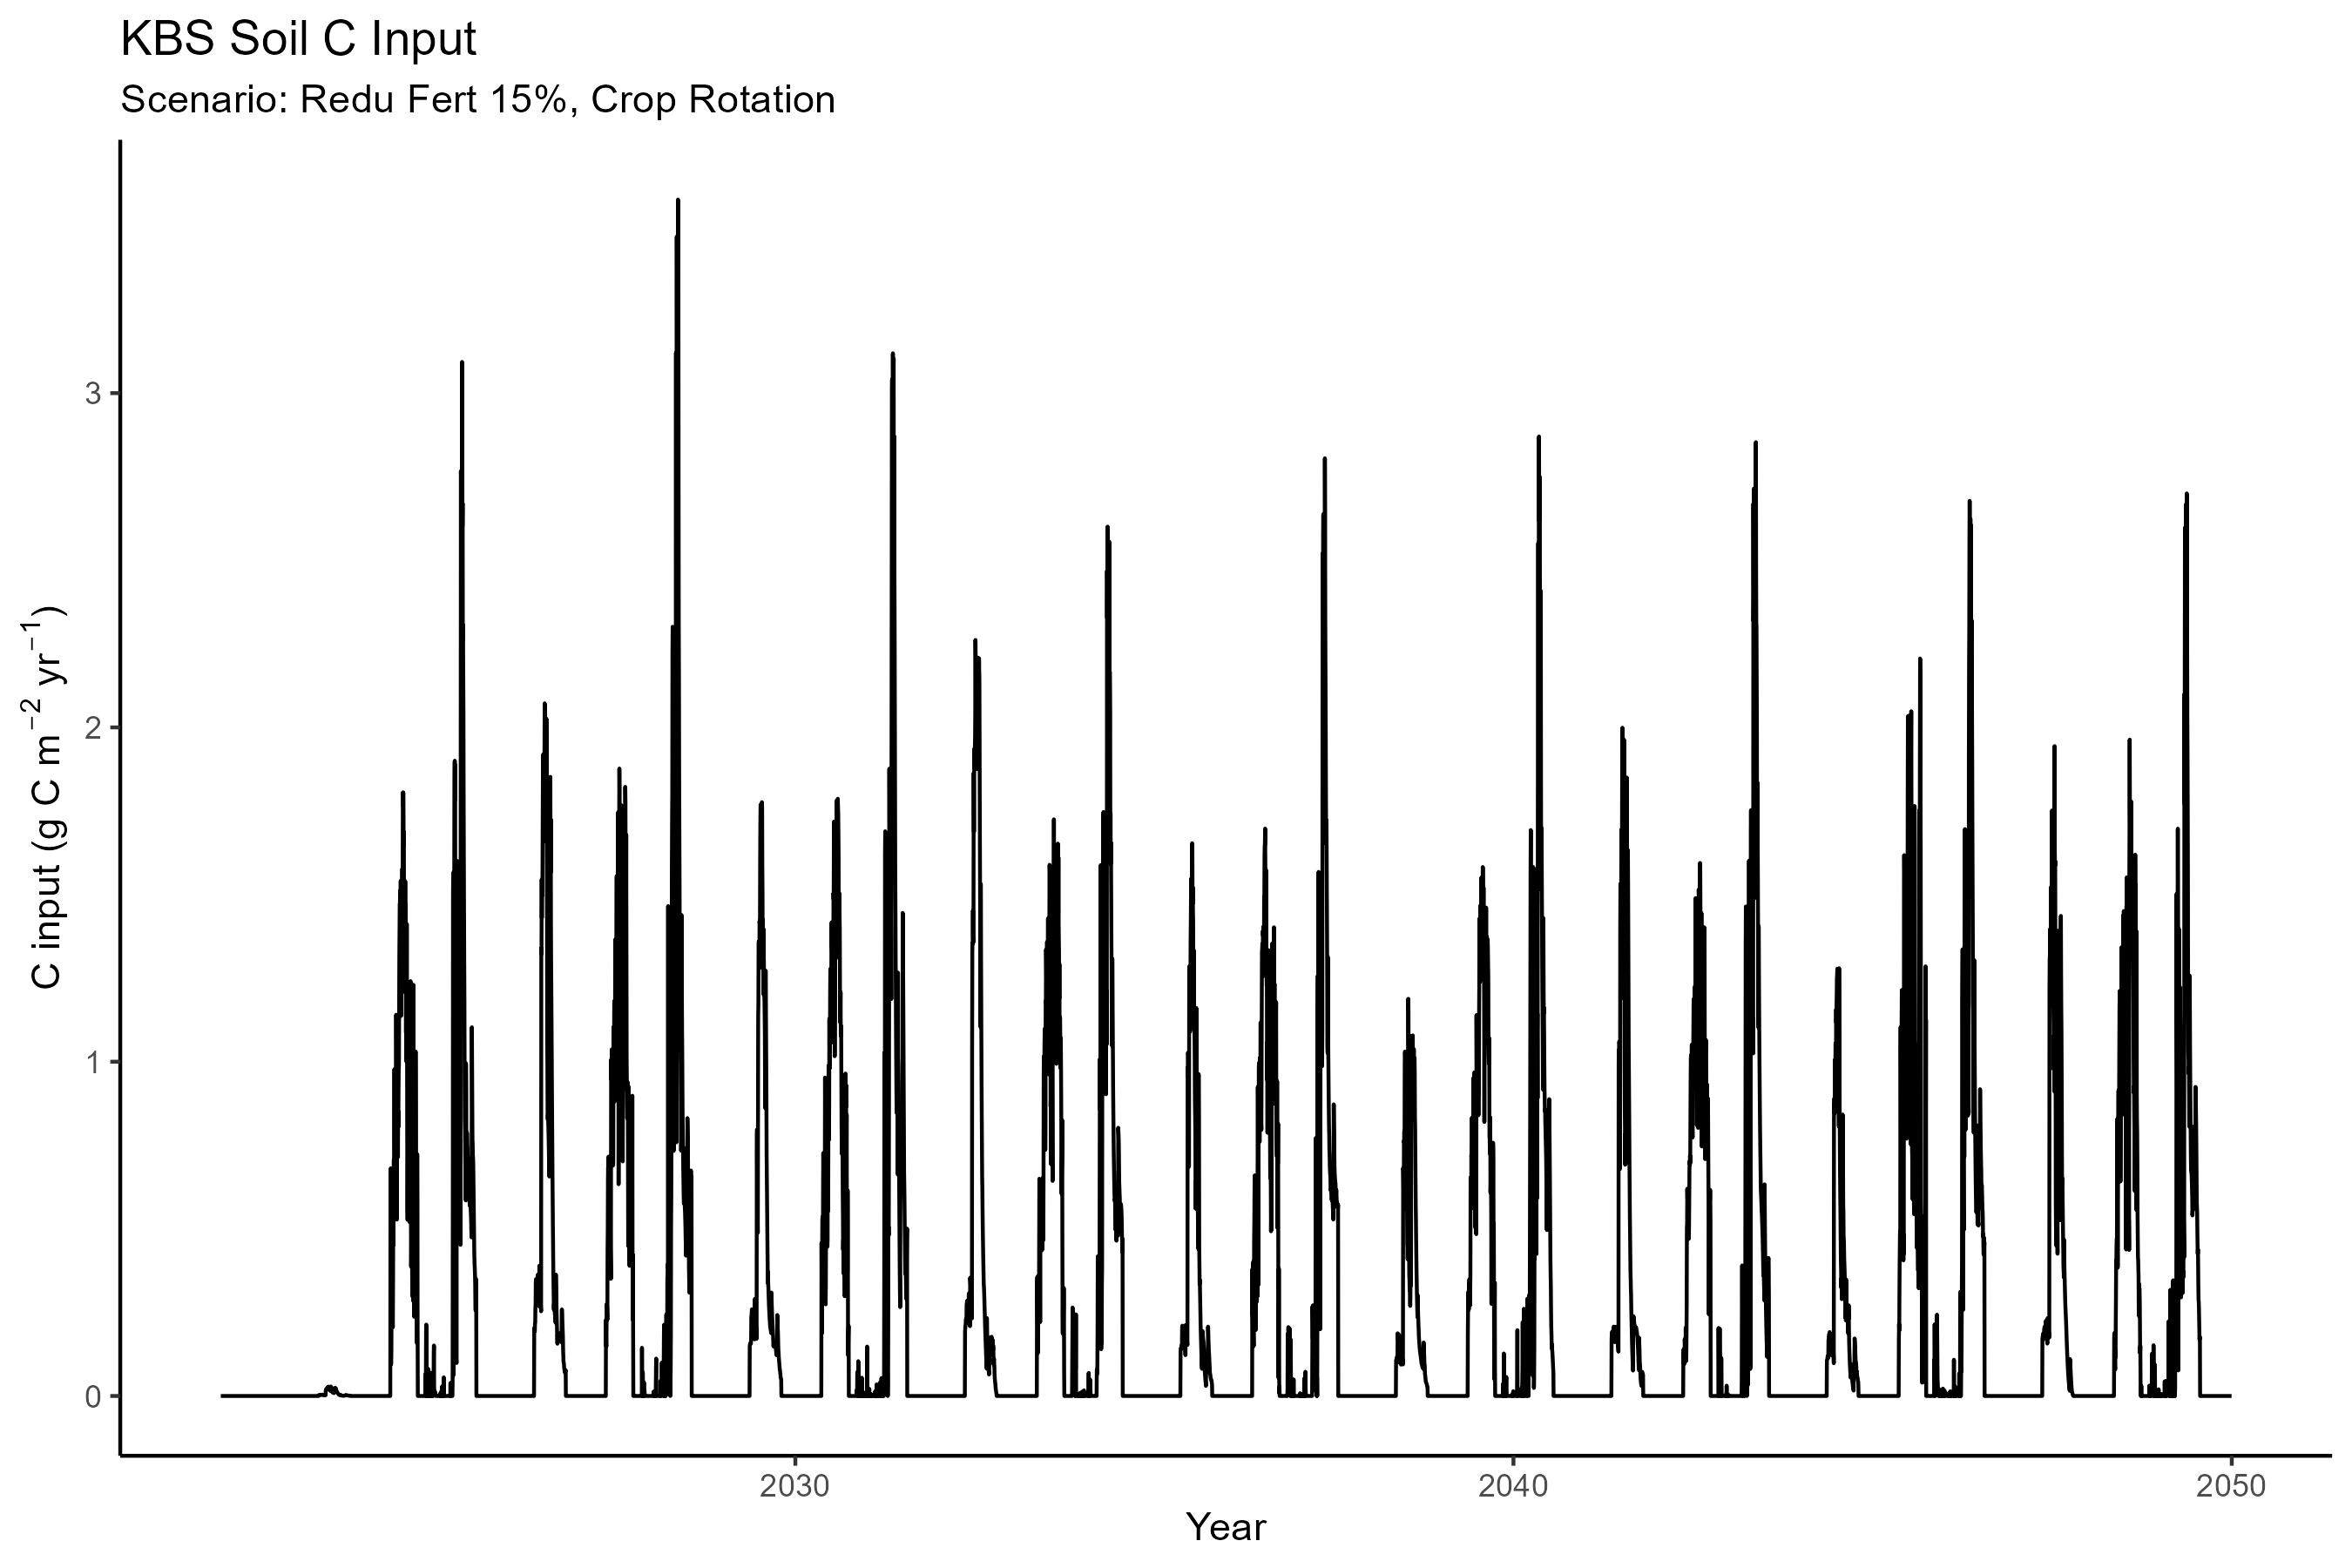 KBS Soil C Input
Scenario: Redu Fert 15%, Crop Rotation
C input (g C m⁻² yr⁻¹)
3
2
1
0
2030
2040
2050
Year